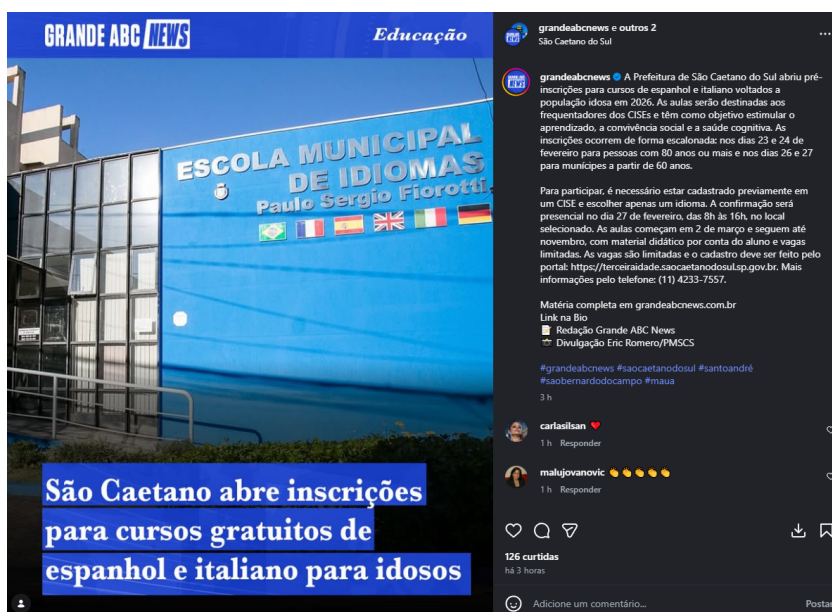 GRANDE ABC NEWS
Educação
ESCOLA MUNICIPAL
DE IDIOMAS
Paulo Sergio Fiorotti
São Caetano abre inscrições
para cursos gratuitos de
espanhol e italiano para idosos
grandeabcnews e outros 2
São Caetano do Sul
grandeabcnews A Prefeitura de São Caetano do Sul abriu pré-
inscrições para cursos de espanhol e italiano voltados a
população idosa em 2026. As aulas serão destinadas aos
frequentadores dos CISEs e têm como objetivo estimular o
aprendizado, a convivência social e a saúde cognitiva. As
inscrições ocorrem de forma escalonada: nos dias 23 e 24 de
fevereiro para pessoas com 80 anos ou mais e nos dias 26 e 27
para munícipes a partir de 60 anos.
Para participar, é necessário estar cadastrado previamente em
um CISE e escolher apenas um idioma. A confirmação será
presencial no dia 27 de fevereiro, das 8h às 16h, no local
selecionado. As aulas começam em 2 de março e seguem até
novembro, com material didático por conta do aluno e vagas
limitadas. As vagas são limitadas e o cadastro deve ser feito pelo
portal: https://terceiraidade.saocaetanodosul.sp.gov.br. Mais
informações pelo telefone: (11) 4233-7557.
Matéria completa em grandeabcnews.com.br
Link na Bio
📝 Redação Grande ABC News
📸 Divulgação Eric Romero/PMSCS
#grandeabcnews #saocaetanodosul #santoandré
#saobernardodocampo #maua
3 h
carlasilsan ❤️
1 h Responder
malujovanovic 👏👏👏👏👏
1 h Responder
126 curtidas
há 3 horas
Adicione um comentário...
Postar